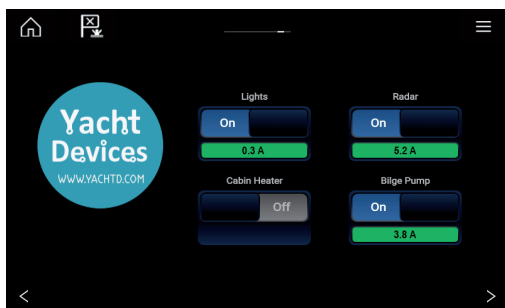 Yacht
Devices
WWW.YACHTD.COM
Lights
On
0.3 A
Radar
On
5.2 A
Cabin Heater
Off
Bilge Pump
On
3.8 A